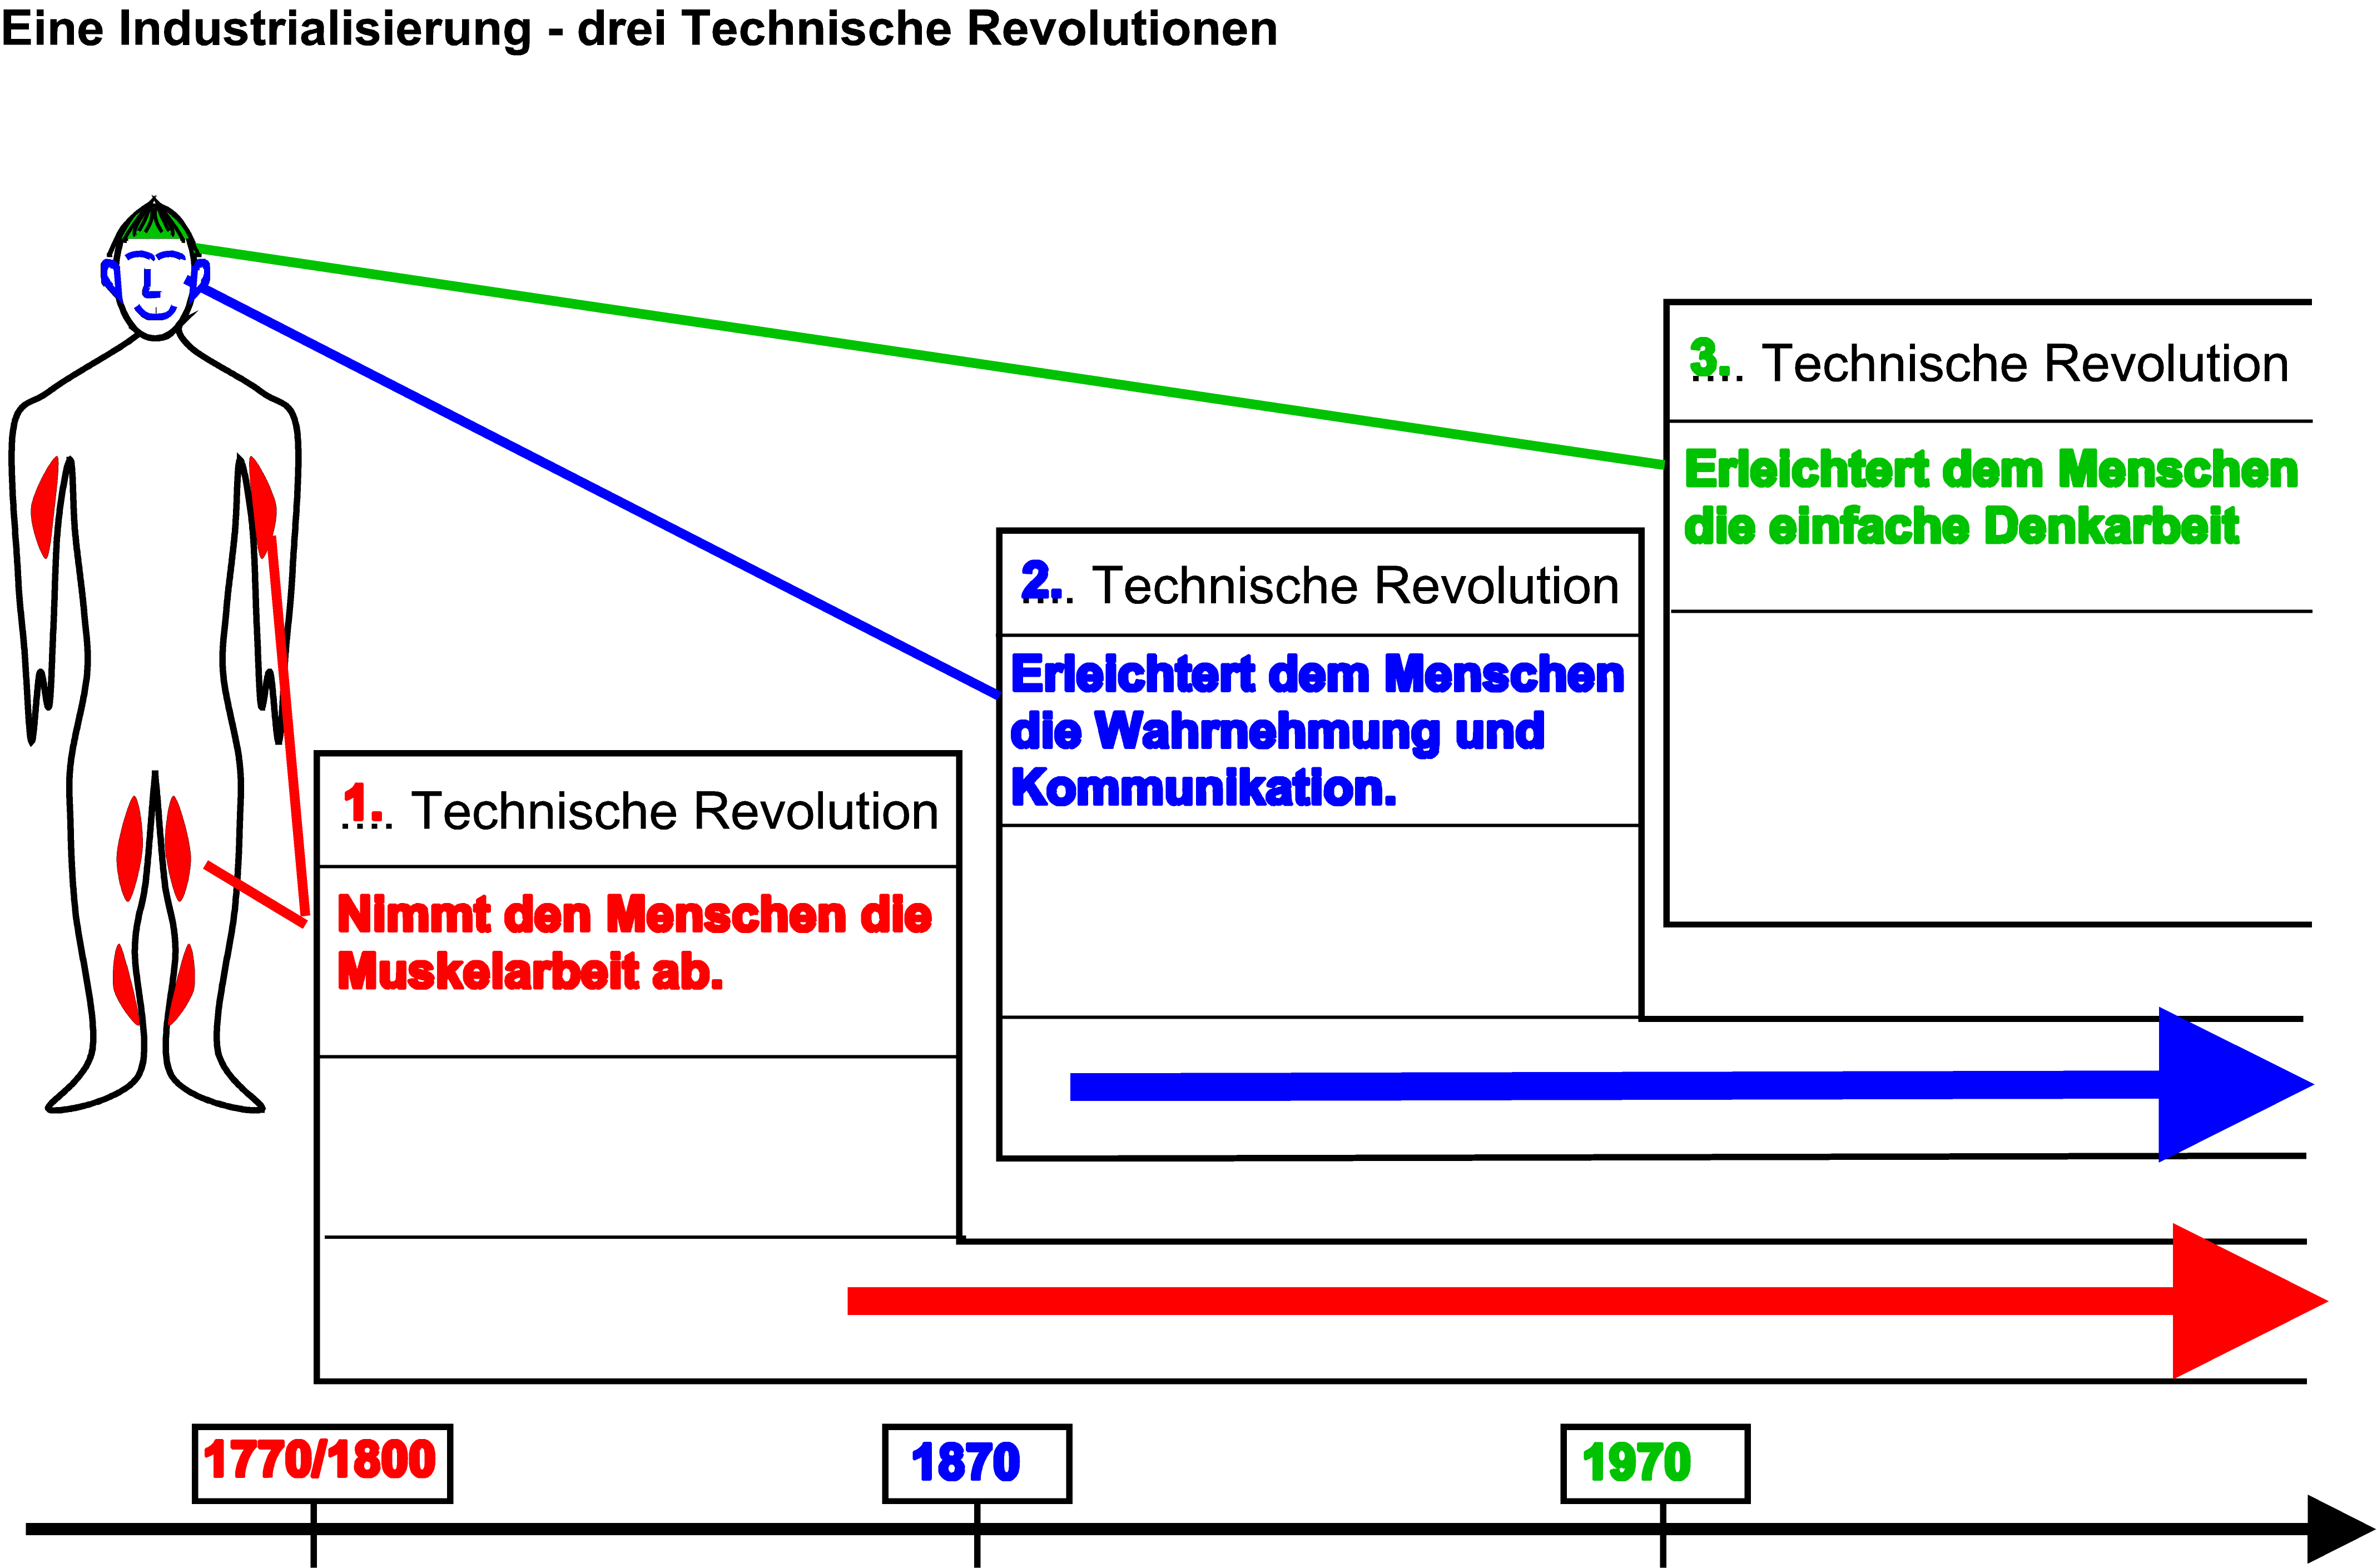 Eine Industrialisierung - drei Technische Revolutionen
3. .... Technische Revolution
Erleichtert dem Menschen
die einfache Denkarbeit
2. .... Technische Revolution
Erleichtert dem Menschen
die Wahrnehmung und
Kommunikation.
1. .... Technische Revolution
Nimmt den Menschen die
Muskelarbeit ab.
1770/1800
1870
1970